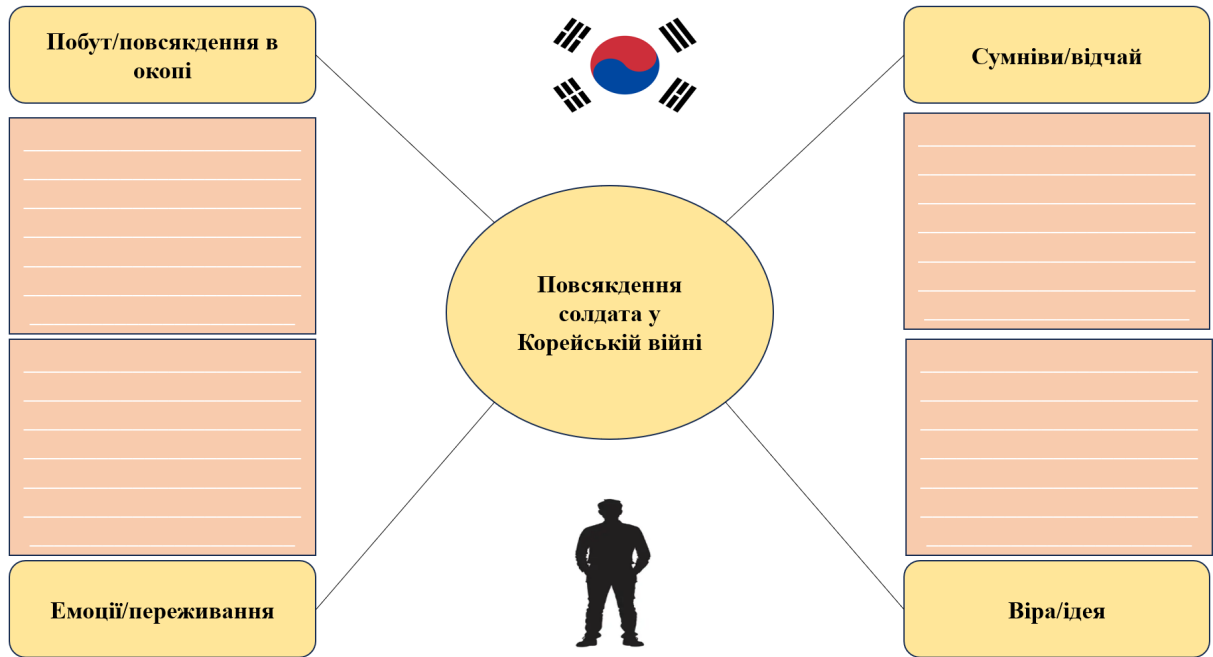 Побут/повсякдення в
окопі
Сумніви/відчай
Повсякдення
солдата у
Корейській війні
Емоції/переживання
Віра/ідея